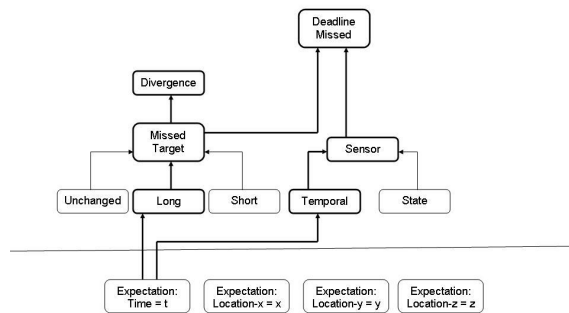 Deadline
Missed
Divergence
Missed
Target
Sensor
Unchanged
Long
Short
Temporal
State
Expectation:
Time = t
Expectation:
Location-x = x
Expectation:
Location-y = y
Expectation:
Location-z = z